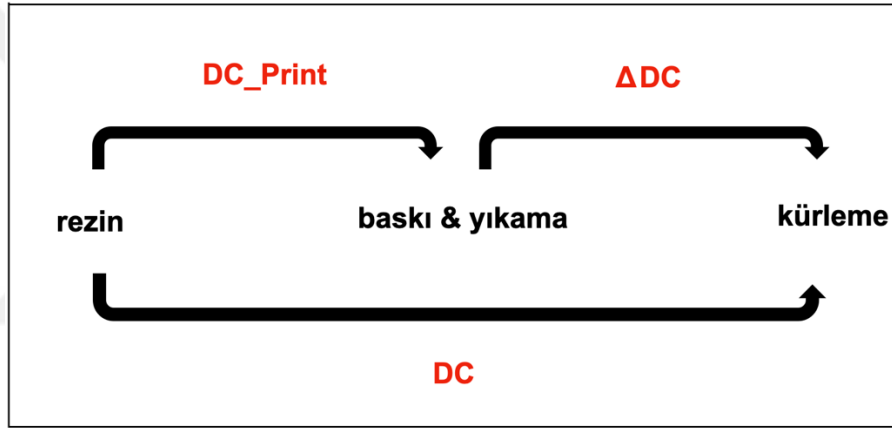 DC_Print
ΔDC
rezin
baskı & yıkama
kürleme
DC